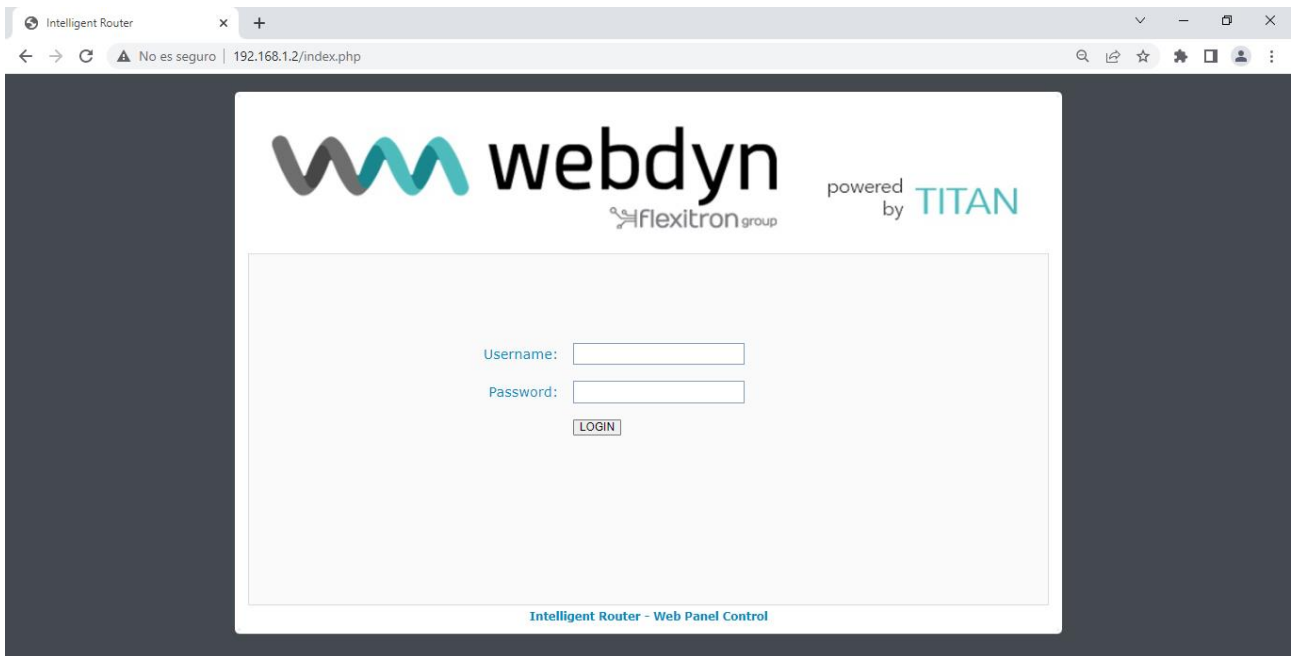 Intelligent Router
No es seguro | 192.168.1.2/index.php
webdyn
flexitron group
powered by TITAN
Username:
Password:
LOGIN
Intelligent Router - Web Panel Control